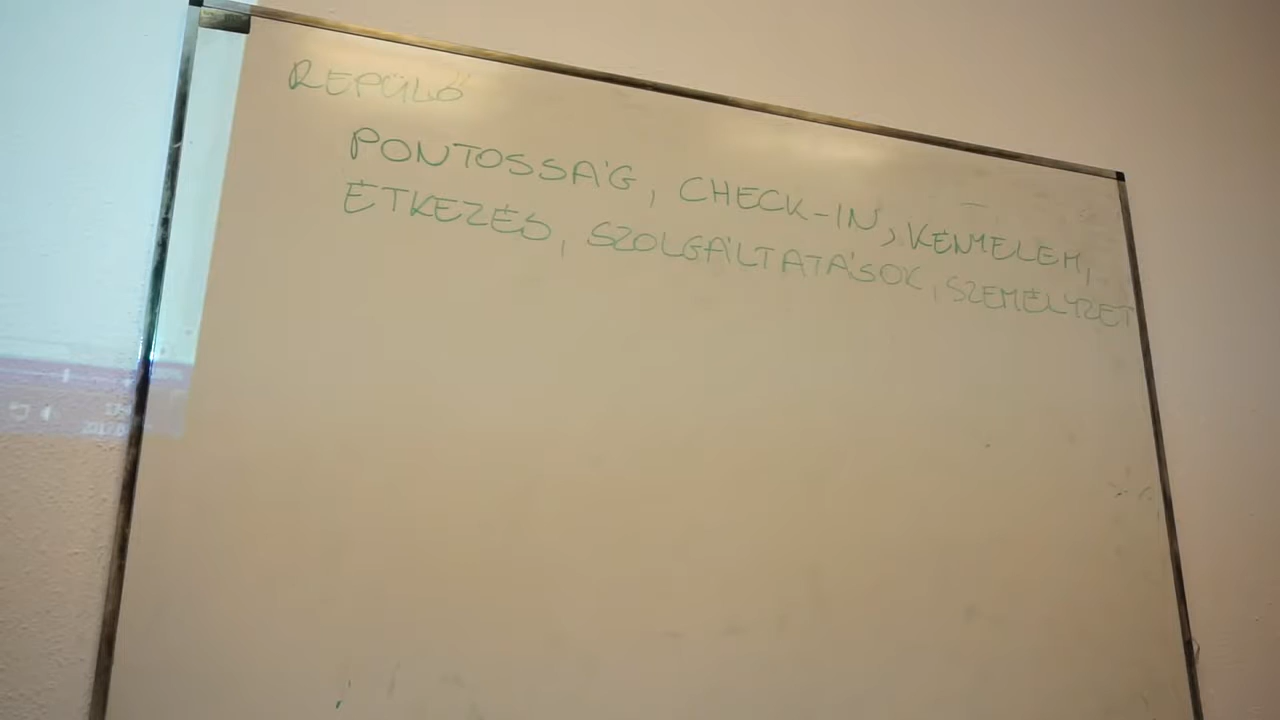 REPÜLŐ
PONTOSSÁG, CHECK-IN, KÉNYELEM,
ÉTKEZÉS, SZOLGÁLTATÁSOK, SZEMÉLYZET